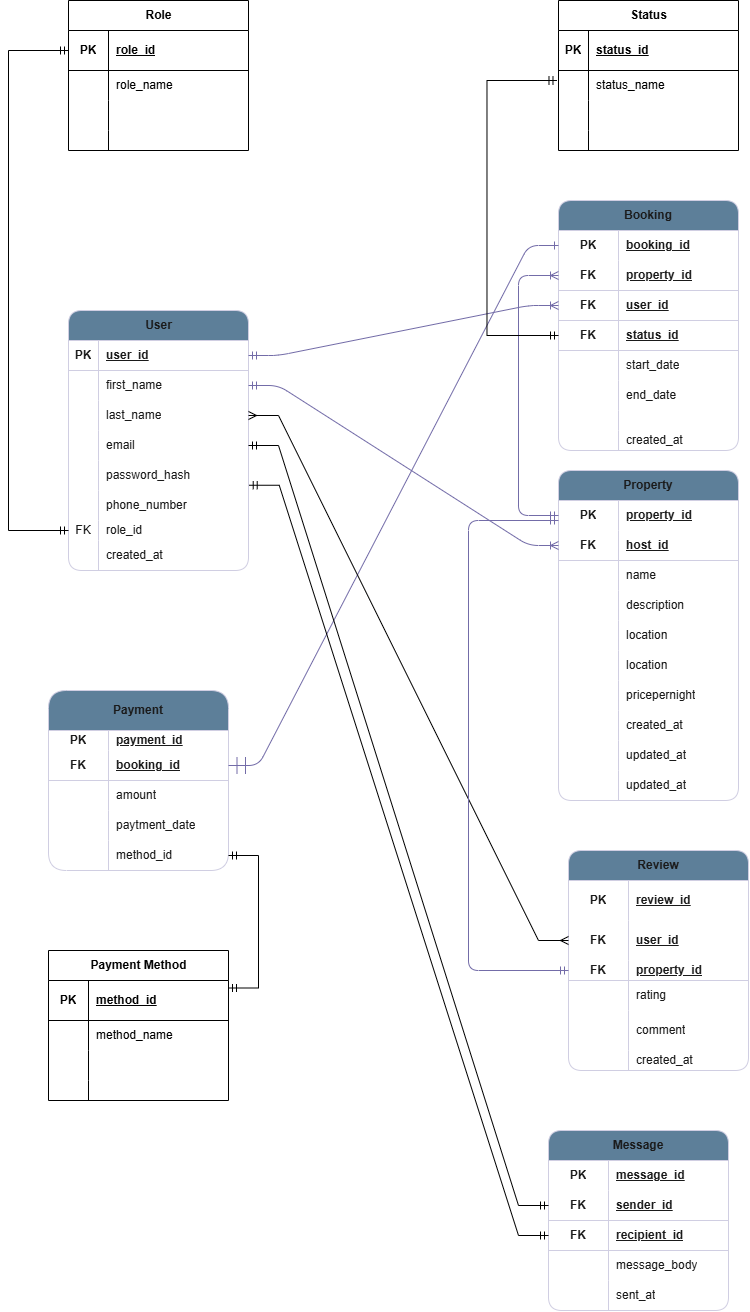 Role
PK role_id
role_name
Status
PK status_id
status_name
Booking
PK booking_id
FK property_id
FK user_id
FK status_id
start_date
end_date
created_at
User
PK user_id
first_name
last_name
email
password_hash
phone_number
FK role_id
created_at
Property
PK property_id
FK host_id
name
description
location
location
pricepernight
created_at
updated_at
updated_at
Payment
PK payment_id
FK booking_id
amount
paytment_date
method_id
Review
PK review_id
FK user_id
FK property_id
rating
comment
created_at
Payment Method
PK method_id
method_name
Message
PK message_id
FK sender_id
FK recipient_id
message_body
sent_at